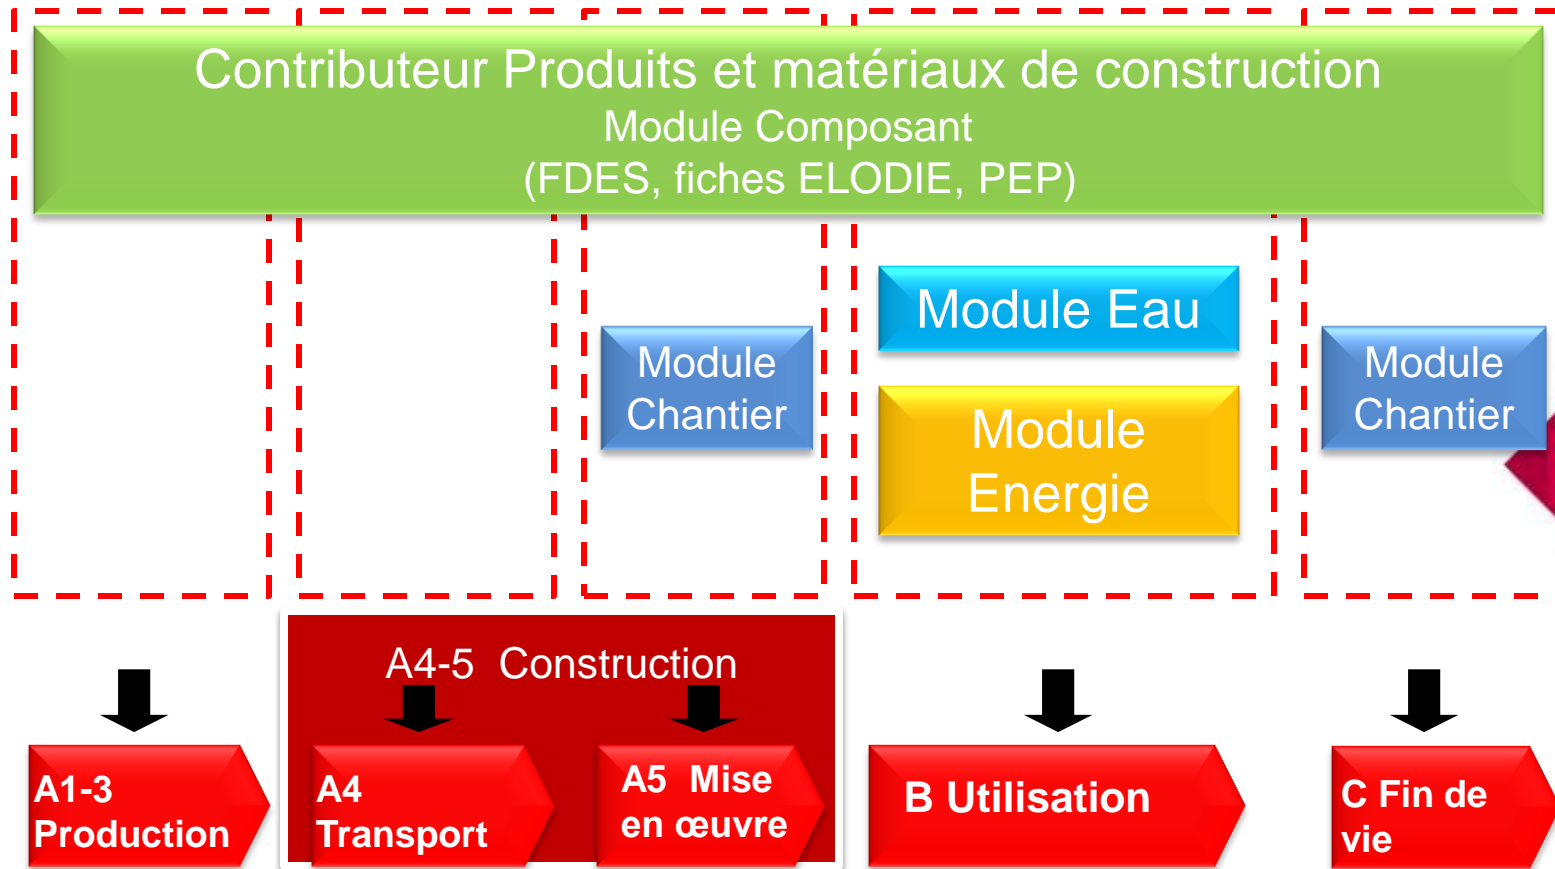 Contributeur Produits et matériaux de construction
Module Composant
(FDES, fiches ELODIE, PEP)
Module Eau
Module
Chantier
Module
Energie
Module
Chantier
A4-5 Construction
A1-3
Production
A4
Transport
A5 Mise
en œuvre
B Utilisation
C Fin de
vie